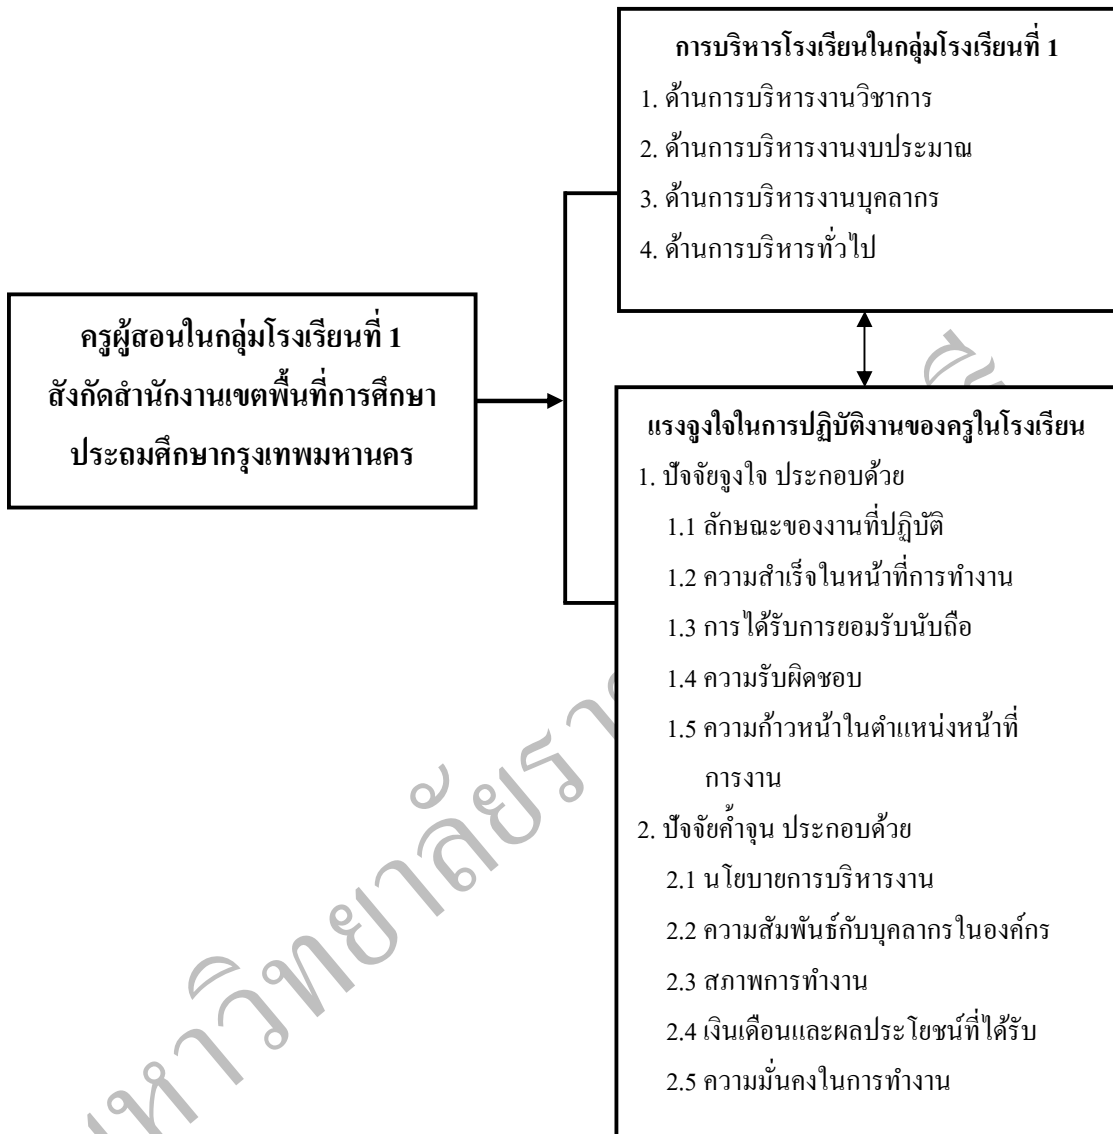 การบริหารโรงเรียนในกลุ่มโรงเรียนที่ 1
1. ด้านการบริหารงานวิชาการ
2. ด้านการบริหารงานงบประมาณ
3. ด้านการบริหารงานบุคลากร
4. ด้านการบริหารทั่วไป
ครูผู้สอนในกลุ่มโรงเรียนที่ 1
สังกัดสำนักงานเขตพื้นที่การศึกษา
ประถมศึกษากรุงเทพมหานคร
แรงจูงใจในการปฏิบัติงานของครูในโรงเรียน
1. ปัจจัยจูงใจ ประกอบด้วย
1.1 ลักษณะของงานที่ปฏิบัติ
1.2 ความสำเร็จในหน้าที่การทำงาน
1.3 การได้รับการยอมรับนับถือ
1.4 ความรับผิดชอบ
1.5 ความก้าวหน้าในตำแหน่งหน้าที่
การงาน
2. ปัจจัยค้ำจุน ประกอบด้วย
2.1 นโยบายการบริหารงาน
2.2 ความสัมพันธ์กับบุคลากรในองค์กร
2.3 สภาพการทำงาน
2.4 เงินเดือนและผลประโยชน์ที่ได้รับ
2.5 ความมั่นคงในการทำงาน